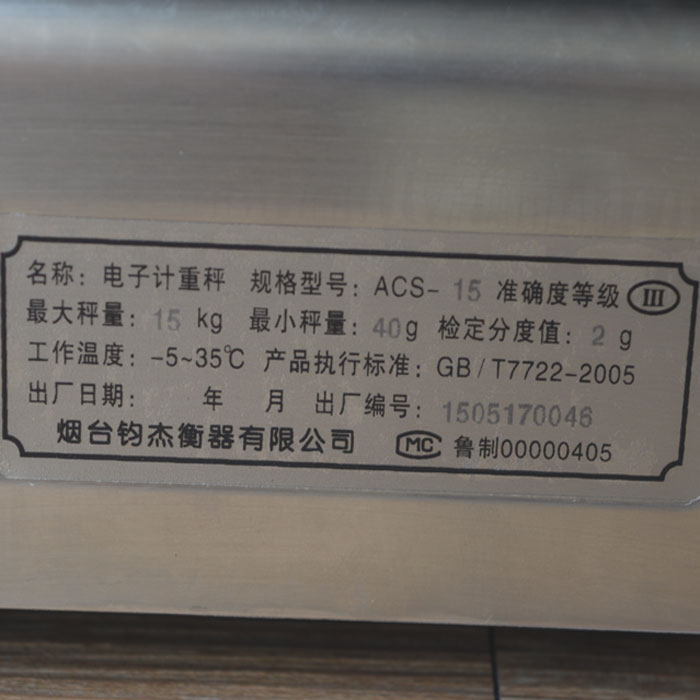 名称：电子计重秤 规格型号：ACS-15 准确度等级 III
最大秤量：15 kg 最小秤量：40g 检定分度值：2 g
工作温度：-5~35℃ 产品执行标准：GB/T7722-2005
出厂日期： 年 月 出厂编号：1505170046
烟台钧杰衡器有限公司 MC 鲁制00000405